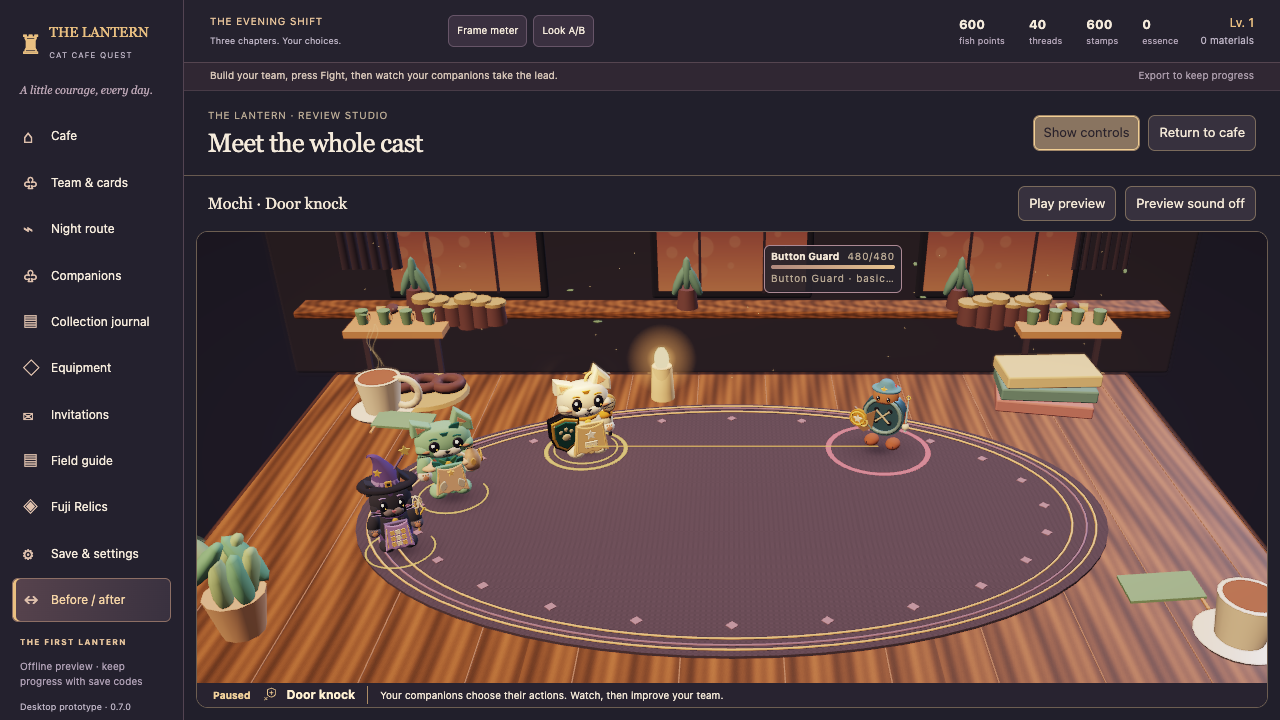 THE LANTERN
CAT CAFE QUEST
A little courage, every day.
Cafe
Team & cards
Night route
Companions
Collection journal
Equipment
Invitations
Field guide
Fuji Relics
Save & settings
Before / after
THE FIRST LANTERN
Offline preview · keep
progress with save codes
Desktop prototype · 0.7.0
THE EVENING SHIFT
Three chapters. Your choices.
Frame meter
Look A/B
600
fish points
40
threads
600
stamps
0
essence
Lv. 1
0 materials
Build your team, press Fight, then watch your companions take the lead.
Export to keep progress
THE LANTERN · REVIEW STUDIO
Meet the whole cast
Show controls
Return to cafe
Mochi · Door knock
Play preview
Preview sound off
Button Guard 480/480
Button Guard · basic…
Paused
Door knock
Your companions choose their actions. Watch, then improve your team.